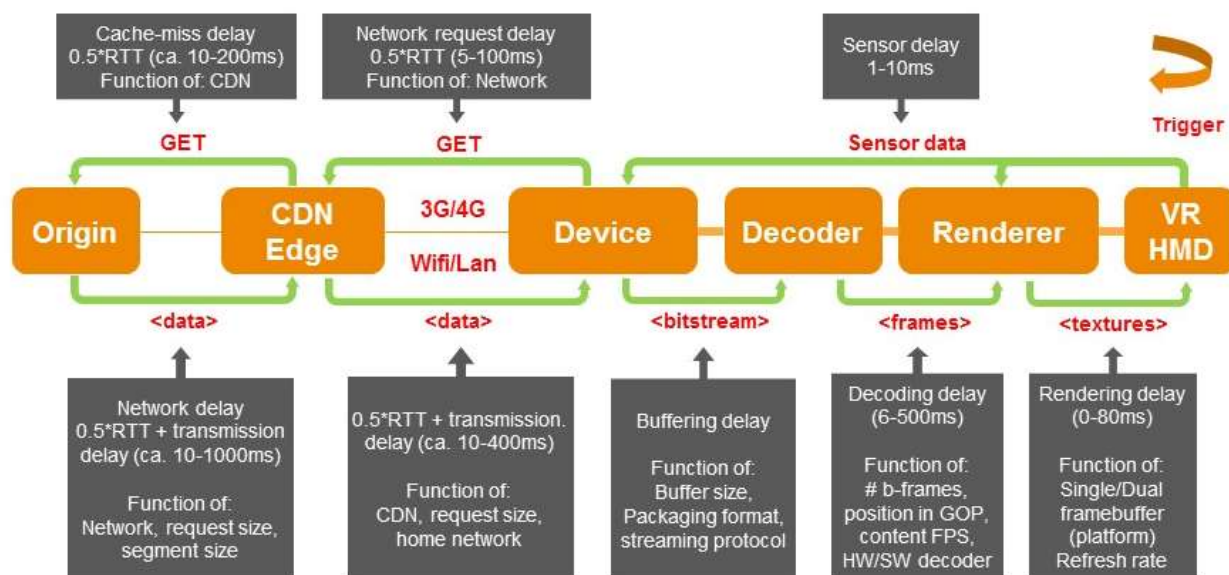 Cache-miss delay
0.5*RTT (ca. 10-200ms)
Function of: CDN
Network request delay
0.5*RTT (5-100ms)
Function of: Network
Sensor delay
1-10ms
Trigger
GET
GET
Sensor data
Origin
CDN
Edge
3G/4G
Wifi/Lan
Device
Decoder
Renderer
VR
HMD
<data>
<data>
<bitstream>
<frames>
<textures>
Network delay
0.5*RTT + transmission
delay (ca. 10-1000ms)
Function of:
Network, request size,
segment size
0.5*RTT + transmission.
delay (ca. 10-400ms)
Function of:
CDN, request size,
home network
Buffering delay
Function of:
Buffer size,
Packaging format,
streaming protocol
Decoding delay
(6-500ms)
Function of:
# b-frames,
position in GOP,
content FPS,
HW/SW decoder
Rendering delay
(0-80ms)
Function of:
Single/Dual
framebuffer
(platform)
Refresh rate